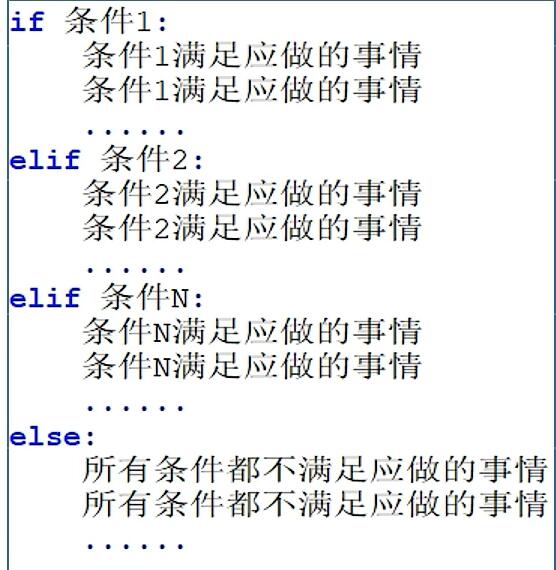 if 条件1:
    条件1满足应做的事情
    条件1满足应做的事情
    ......
elif 条件2:
    条件2满足应做的事情
    条件2满足应做的事情
    ......
elif 条件N:
    条件N满足应做的事情
    条件N满足应做的事情
    ......
else:
    所有条件都不满足应做的事情
    所有条件都不满足应做的事情
    ......